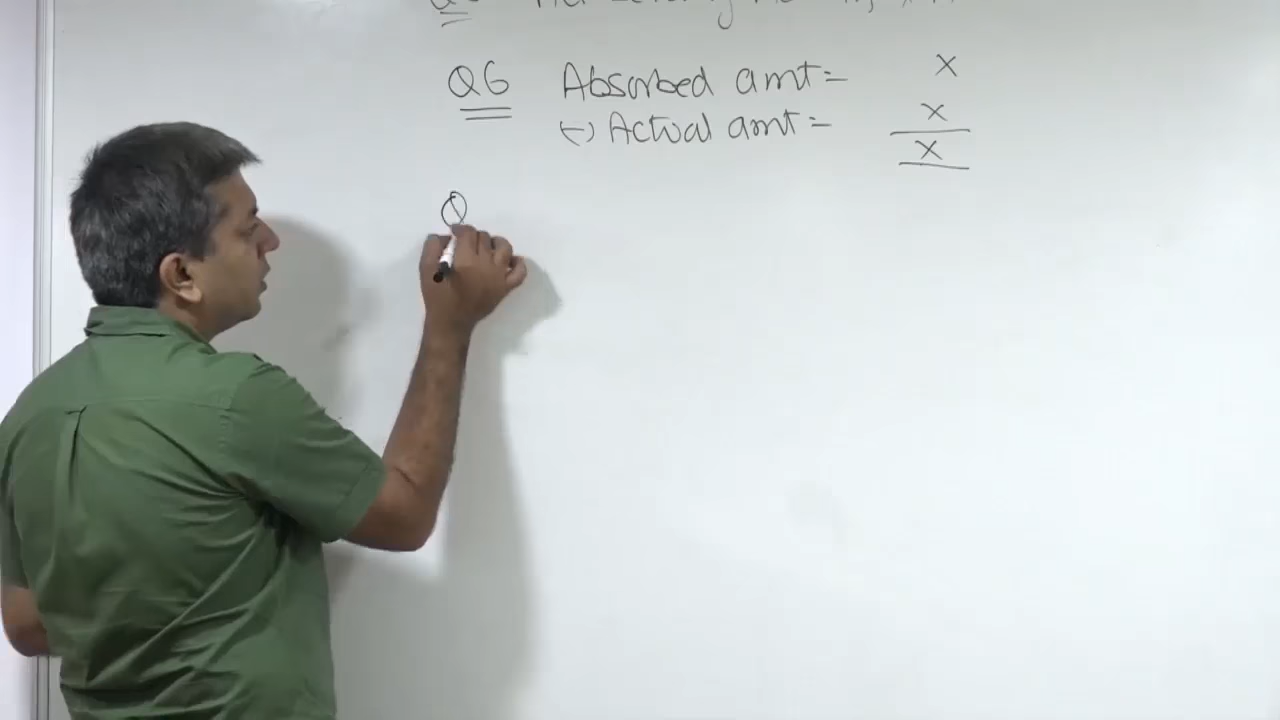 Q6 Absorbed amt = x
(-) Actual amt = x
x
Q